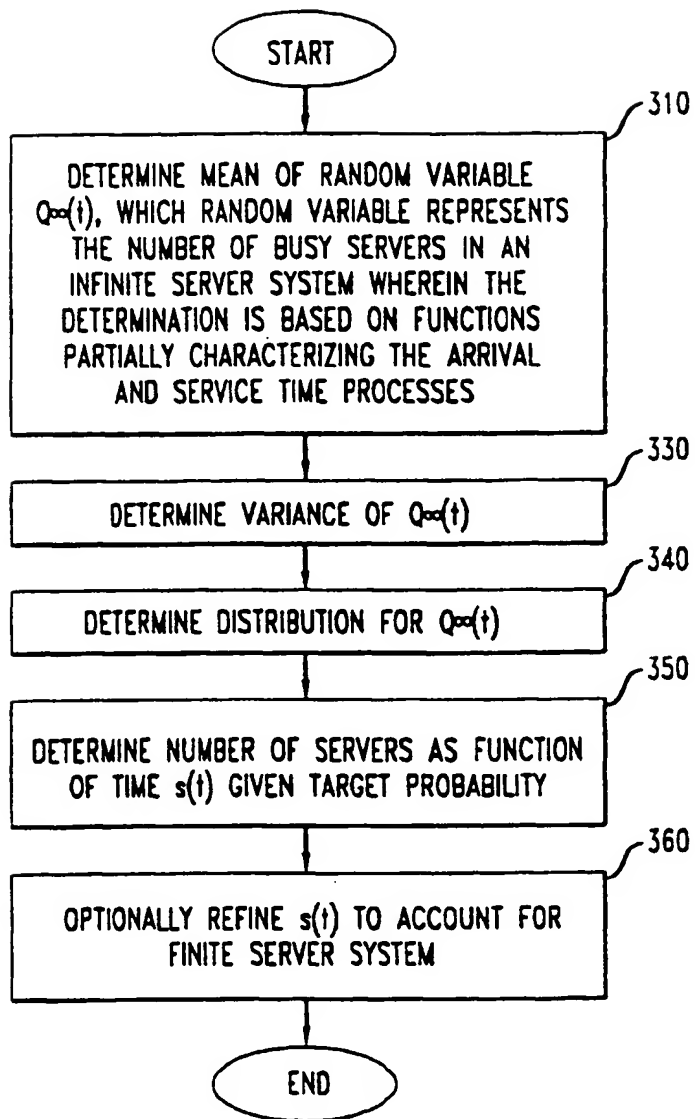 START
310
DETERMINE MEAN OF RANDOM VARIABLE
Q∞(t), WHICH RANDOM VARIABLE REPRESENTS
THE NUMBER OF BUSY SERVERS IN AN
INFINITE SERVER SYSTEM WHEREIN THE
DETERMINATION IS BASED ON FUNCTIONS
PARTIALLY CHARACTERIZING THE ARRIVAL
AND SERVICE TIME PROCESSES
330
DETERMINE VARIANCE OF Q∞(t)
340
DETERMINE DISTRIBUTION FOR Q∞(t)
350
DETERMINE NUMBER OF SERVERS AS FUNCTION
OF TIME s(t) GIVEN TARGET PROBABILITY
360
OPTIONALLY REFINE s(t) TO ACCOUNT FOR
FINITE SERVER SYSTEM
END